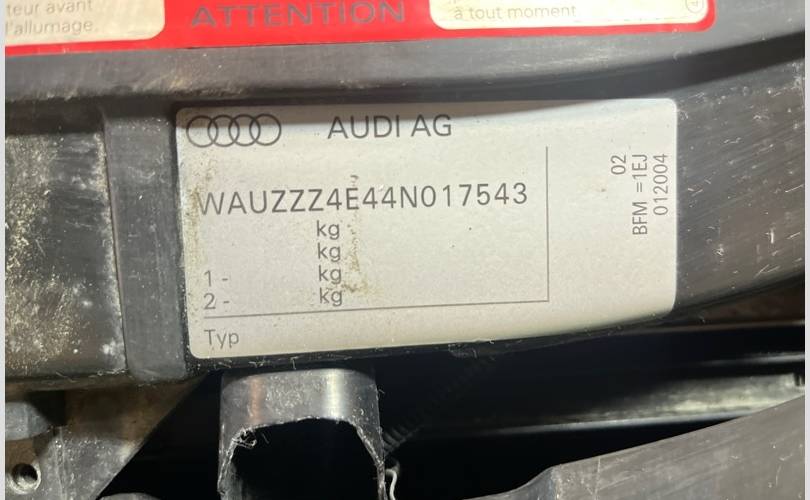 teur avant
l'allumage.
ATTENTION
à tout moment
AUDI AG
WAUZZZ4E44N017543
kg
kg
1 - kg
2 - kg
Typ
02
BFM =1EJ
012004